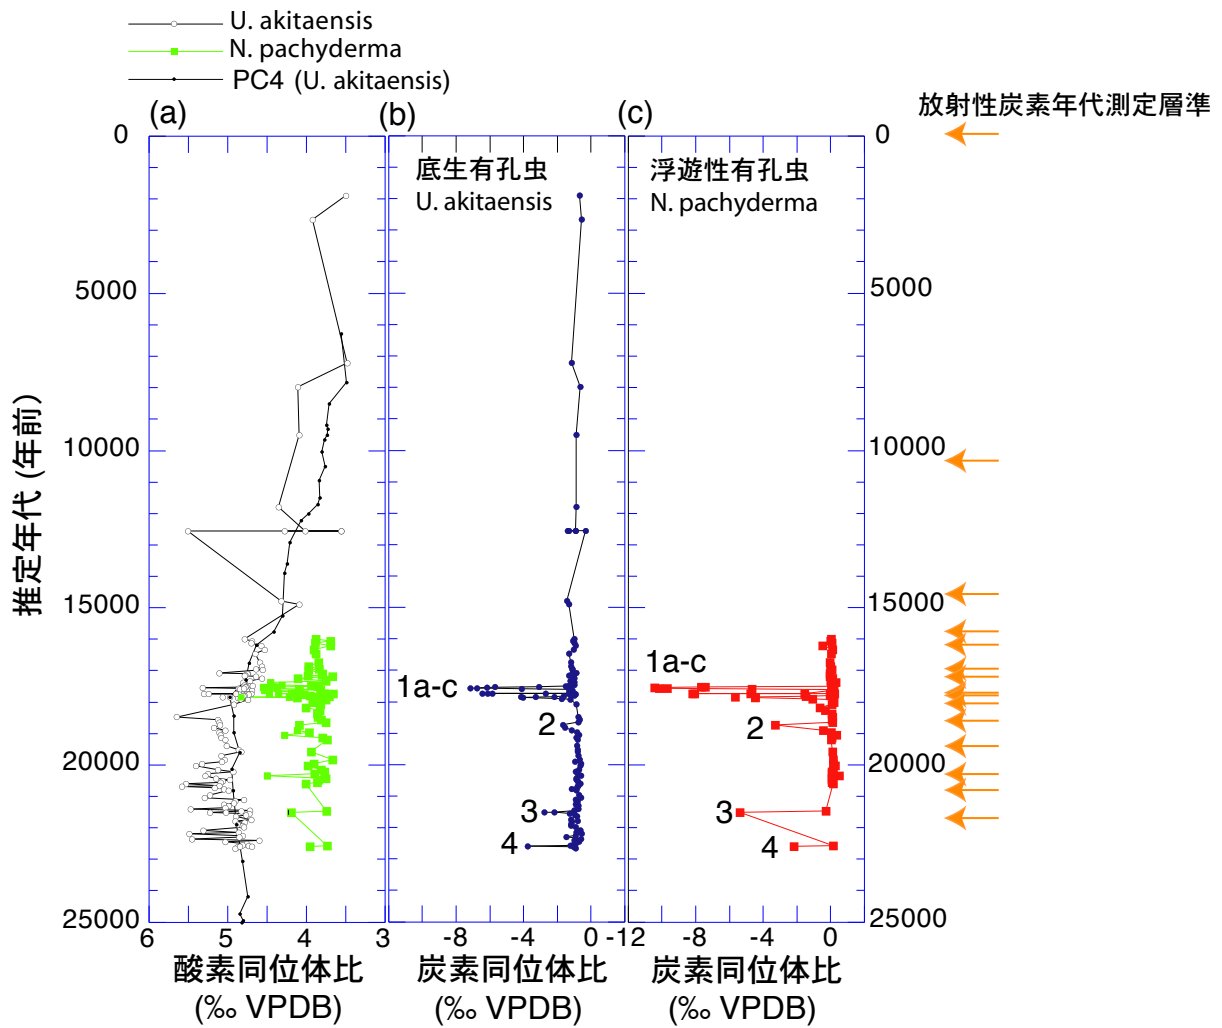 U. akitaensis
N. pachyderma
PC4 (U. akitaensis)
(a)
(b)
(c)
放射性炭素年代測定層準
底生有孔虫
U. akitaensis
浮遊性有孔虫
N. pachyderma
推定年代 (年前)
0
5000
10000
15000
20000
25000
0
5000
10000
15000
20000
25000
1a-c
2
3
4
1a-c
2
3
4
6 5 4 3
-8 -4 0
-12 -8 -4 0
酸素同位体比
(‰ VPDB)
炭素同位体比
(‰ VPDB)
炭素同位体比
(‰ VPDB)